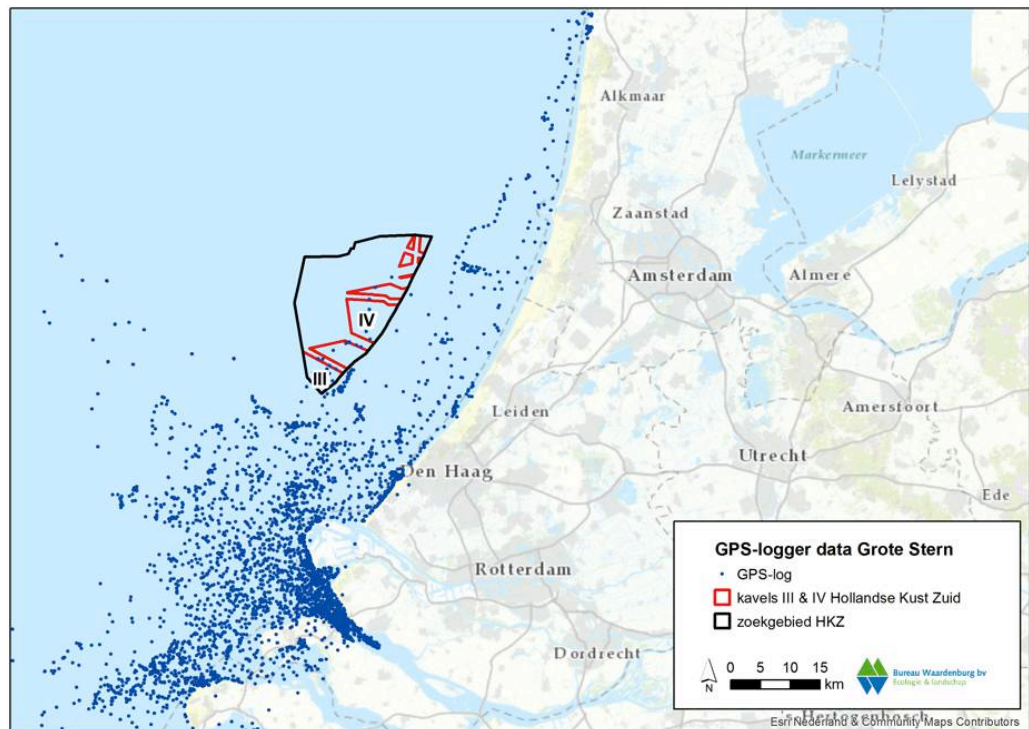 Alkmaar
Markermeer
Lelystad
Zaanstad
Amsterdam
Almere
IV
III
Leiden
Amersfoort
Utrecht
Den Haag
Ede
Rotterdam
Dordrecht
GPS-logger data Grote Stern
GPS-log
kavels III & IV Hollandse Kust Zuid
zoekgebied HKZ
N
0 5 10 15
km
Bureau Waardenburg bv
Ecologie & landschap
's-Hertogenbosch
Esri Nederland & Community Maps Contributors